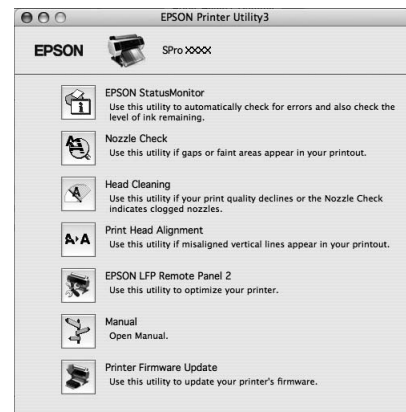 EPSON Printer Utility3
EPSON SPro XXXX
EPSON StatusMonitor
Use this utility to automatically check for errors and also check the
level of ink remaining.
Nozzle Check
Use this utility if gaps or faint areas appear in your printout.
Head Cleaning
Use this utility if your print quality declines or the Nozzle Check
indicates clogged nozzles.
A A
Print Head Alignment
Use this utility if misaligned vertical lines appear in your printout.
EPSON LFP Remote Panel 2
Use this utility to optimize your printer.
Manual
Open Manual.
Printer Firmware Update
Use this utility to update your printer's firmware.